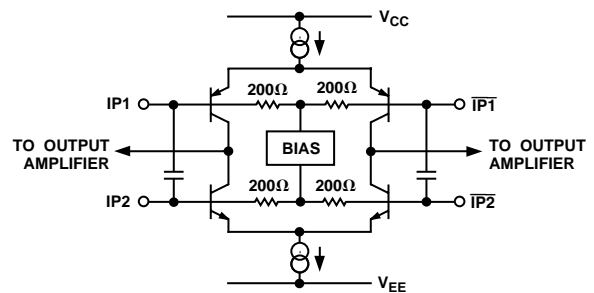 VCC
200Ω 200Ω
IP1 IP1
TO OUTPUT
AMPLIFIER
BIAS
TO OUTPUT
AMPLIFIER
200Ω 200Ω
IP2 IP2
VEE